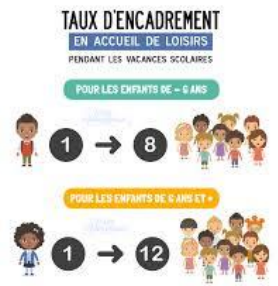 TAUX D'ENCADREMENT
EN ACCUEIL DE LOISIRS
PENDANT LES VACANCES SCOLAIRES
POUR LES ENFANTS DE - 6 ANS
1 → 8
POUR LES ENFANTS DE 6 ANS ET +
1 → 12